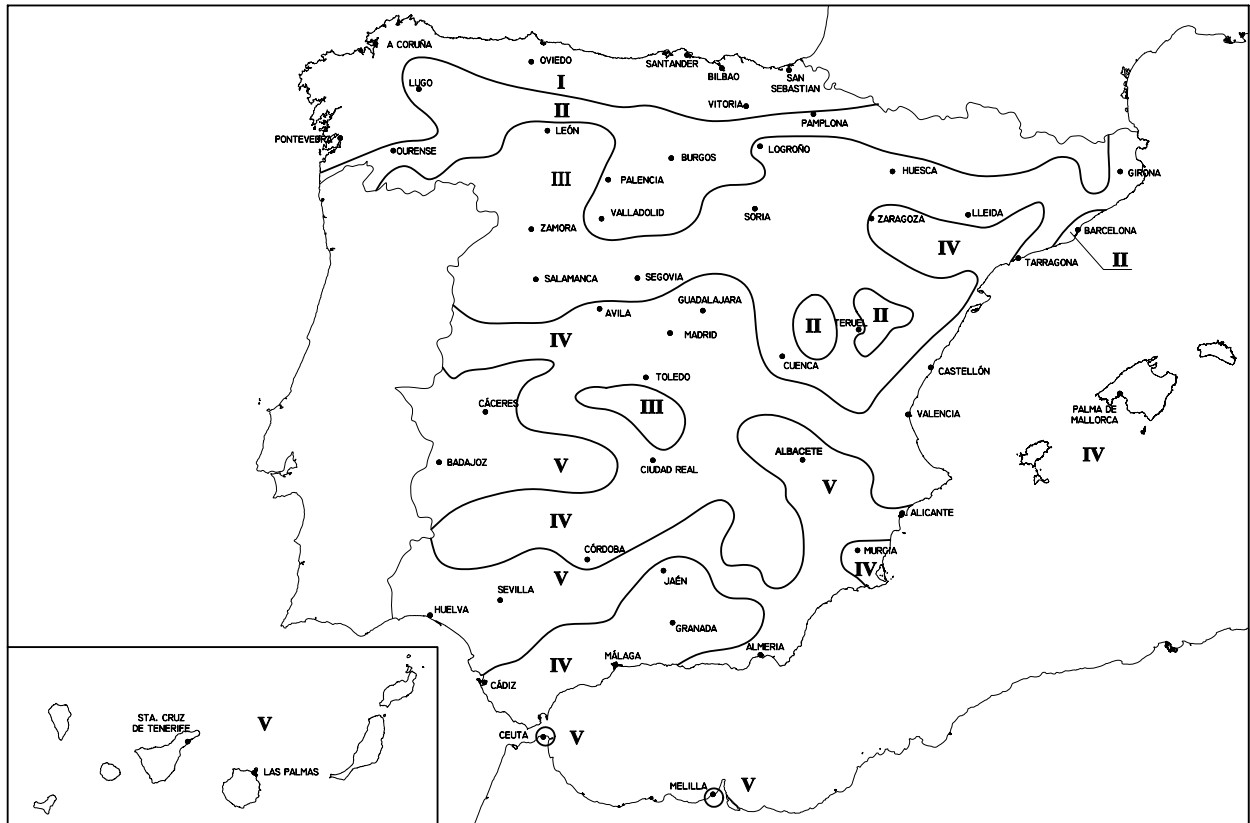 A CORUÑA
OVIEDO
SANTANDER
BILBAO
SAN
SEBASTIAN
LUGO
I
II
VITORIA
PAMPLONA
PONTEVEDRA
OURENSE
LEÓN
LOGROÑO
BURGOS
HUESCA
GIRONA
III
PALENCIA
VALLADOLID
SORIA
ZARAGOZA
LLEIDA
BARCELONA
ZAMORA
IV
TARRAGONA
II
SALAMANCA
SEGOVIA
AVILA
GUADALAJARA
II
TERUEL
II
IV
MADRID
CUENCA
CASTELLÓN
TOLEDO
CÁCERES
III
VALENCIA
PALMA DE
MALLORCA
IV
BADAJOZ
V
CIUDAD REAL
ALBACETE
V
ALICANTE
IV
CÓRDOBA
MURCIA
IV
V
JAÉN
SEVILLA
HUELVA
GRANADA
ALMERIA
IV
MÁLAGA
CÁDIZ
STA. CRUZ
DE TENERIFE
V
CEUTA
V
LAS PALMAS
MELILLA
V